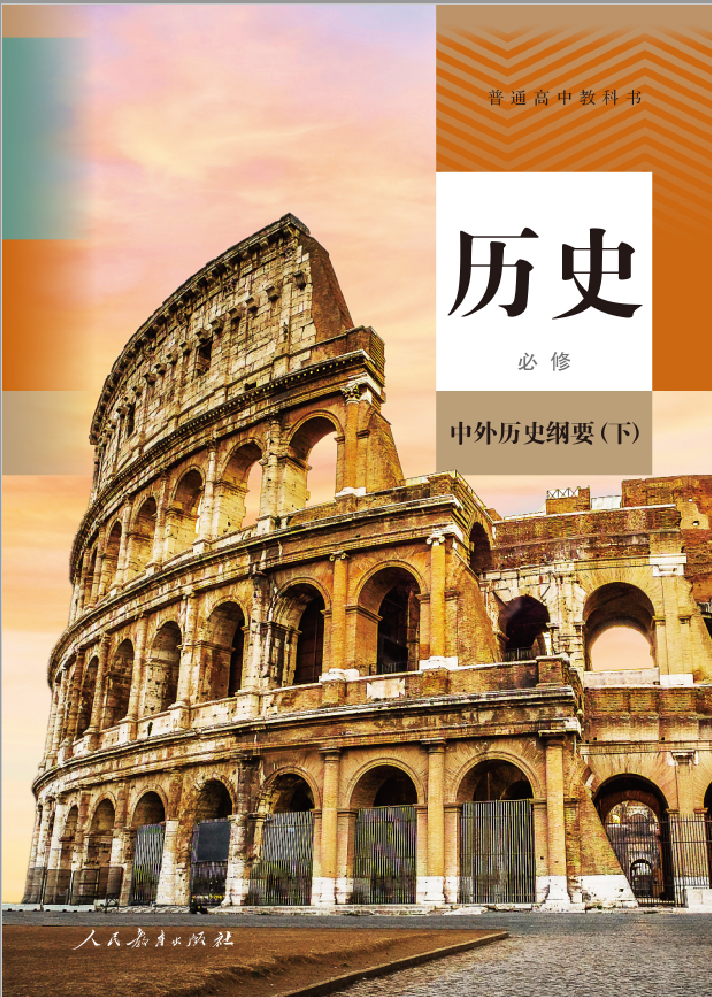 普通高中教科书
历史
必修
中外历史纲要(下)
人民教育出版社